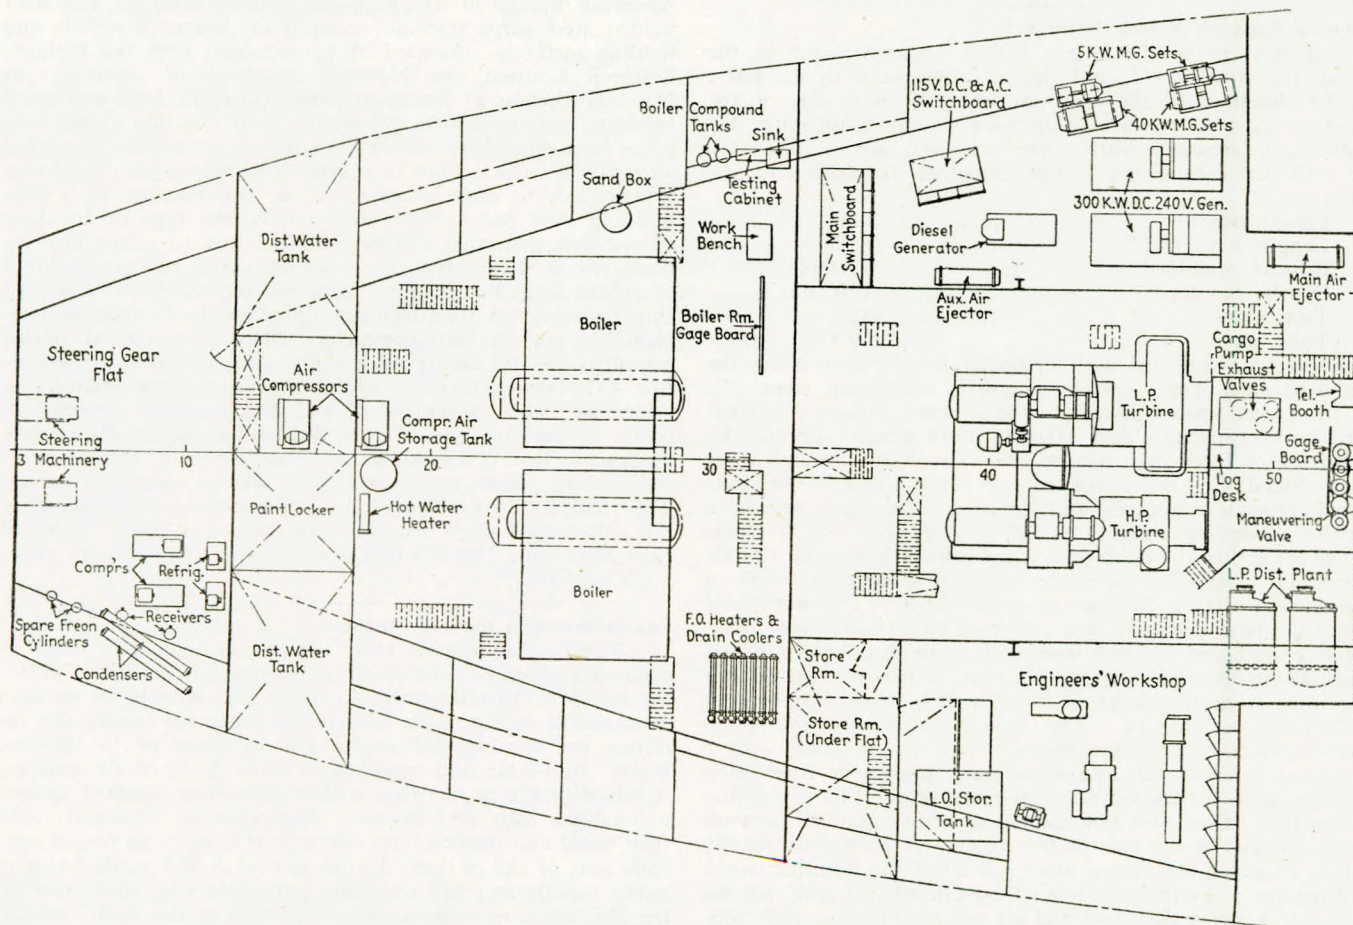 5 K.W. M.G. Sets
115 V. D.C. & A.C.
Switchboard
40 K.W. M.G. Sets
Boiler Compound
Tanks
Sink
Testing
Cabinet
Sand Box
Work
Bench
Main
Switchboard
Diesel
Generator
300 K.W. D.C. 240 V. Gen.
Main Air
Ejector
Aux. Air
Ejector
Dist. Water
Tank
Boiler
Boiler Rm.
Gage Board
Cargo
Pump
Exhaust
Valves
Tel.
Booth
Steering Gear
Flat
Air
Compressors
Compr. Air
Storage Tank
L.P.
Turbine
Gage
Board
Steering
Machinery
3
10
20
30
40
50
Log
Desk
Paint Locker
Hot Water
Heater
H.P.
Turbine
Maneuvering
Valve
Comprs
Refrig.
Receivers
Spare Freon
Cylinders
Condensers
Boiler
L.P. Dist. Plant
F.O. Heaters &
Drain Coolers
Store
Rm.
Dist. Water
Tank
Engineers' Workshop
Store Rm.
(Under Flat)
L.O. Stor.
Tank